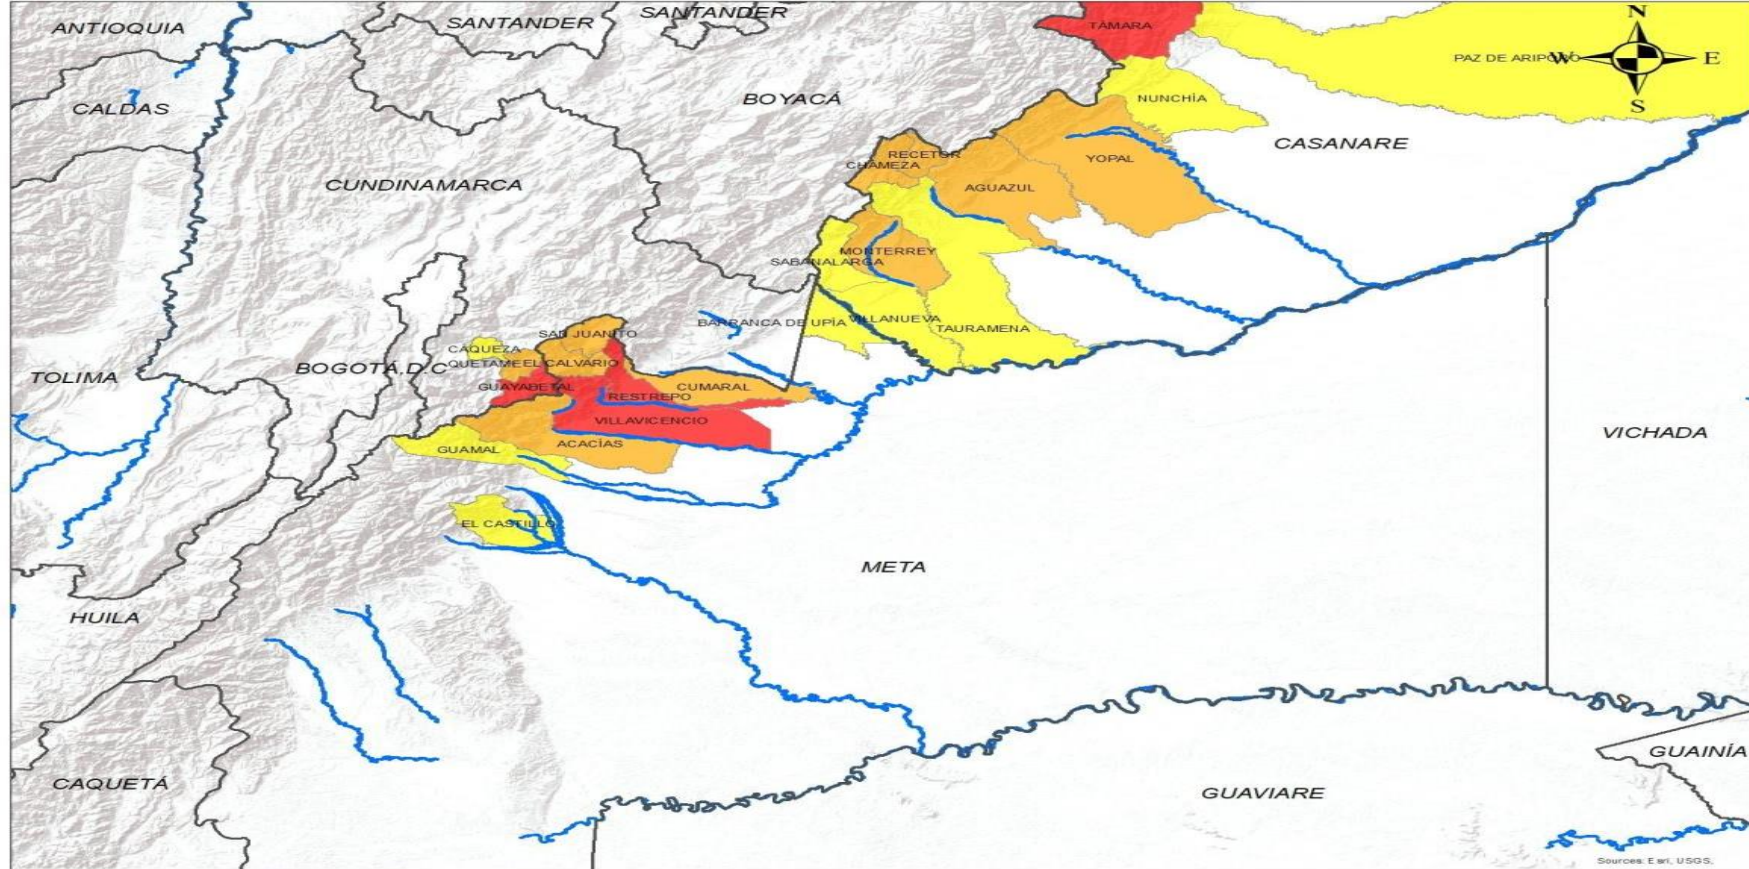 SANTANDER
SANTANDER
ANTIOQUIA
TÀMARA
N
W
E
S
PAZ DE ARIPORO
CALDAS
BOYACÁ
NUNCHÌA
CASANARE
RECETOR
CHÁMEZA
YOPAL
CUNDINAMARCA
AGUAZUL
MONTERREY
SABANALARGA
BARRANCA DE UPÍA
VILLANUEVA
TAURAMENA
SAN JUANITO
CAQUEZA
QUETAME
EL CALVARIO
BOGOTÁ.D.C
TOLIMA
GUAYABETAL
CUMARAL
RESTREPO
VILLAVICENCIO
VICHADA
ACACÍAS
GUAMAL
EL CASTILLO
META
HUILA
GUAINÍA
CAQUETÁ
GUAVIARE
Sources: Esri, USGS,